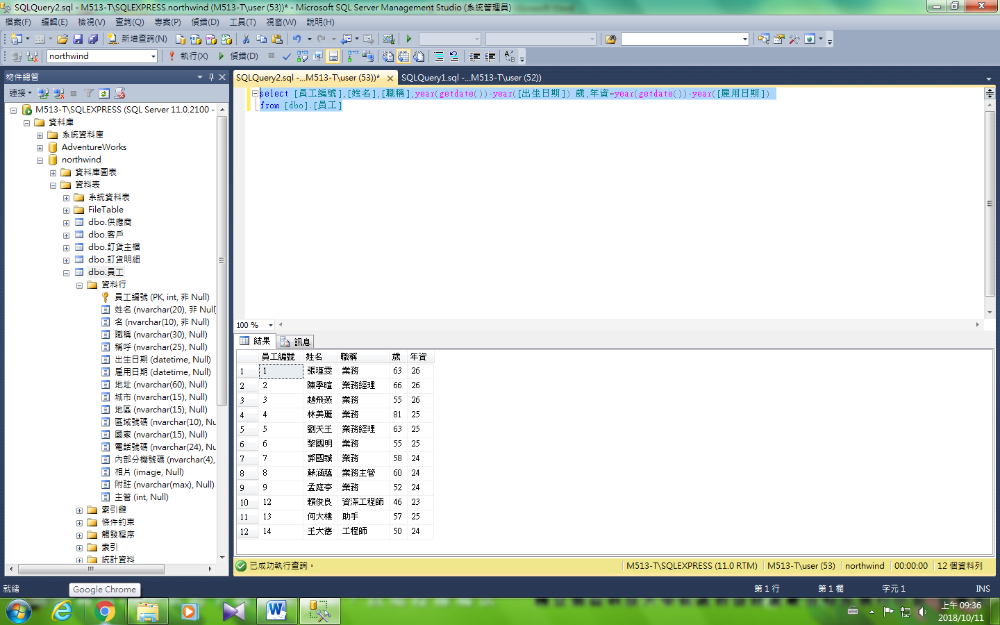 SQLQuery2.sql - M513-T\SQLEXPRESS.northwind (M513-T\user (53))* - Microsoft SQL Server Management Studio (系統管理員)
檔案(F) 編輯(E) 檢視(V) 查詢(Q) 專案(P) 偵錯(D) 工具(T) 視窗(W) 說明(H)
新增查詢(N)
northwind 執行(X) 偵錯(D)
物件總管
連接
M513-T\SQLEXPRESS (SQL Server 11.0.2100 -
資料庫
系統資料庫
AdventureWorks
northwind
資料庫圖表
資料表
系統資料表
FileTable
dbo.供應商
dbo.客戶
dbo.訂貨主檔
dbo.訂貨明細
dbo.員工
資料行
員工編號 (PK, int, 非 Null)
姓名 (nvarchar(20), 非 Null
名 (nvarchar(10), 非 Null)
職稱 (nvarchar(30), Null)
稱呼 (nvarchar(25), Null)
出生日期 (datetime, Null)
雇用日期 (datetime, Null)
地址 (nvarchar(60), Null)
城市 (nvarchar(15), Null)
地區 (nvarchar(15), Null)
區域號碼 (nvarchar(10), Nu
國家 (nvarchar(15), Null)
電話號碼 (nvarchar(24), Nu
內部分機號碼 (nvarchar(4),
相片 (image, Null)
附註 (nvarchar(max), Null)
主管 (int, Null)
索引鍵
條件約束
觸發程序
索引
統計資料
SQLQuery2.sql -...M513-T\user (53))* SQLQuery1.sql -...M513-T\user (52))
select [員工編號],[姓名],[職稱],year(getdate())-year([出生日期]) 歲,年資=year(getdate())-year([雇用日期])
from [dbo].[員工]
100 %
結果 訊息
員工編號 姓名 職稱 歲 年資
1 1 張瑾雯 業務 63 26
2 2 陳季暄 業務經理 66 26
3 3 趙飛燕 業務 55 26
4 4 林美麗 業務 81 25
5 5 劉天王 業務經理 63 25
6 6 黎國明 業務 55 25
7 7 郭國臹 業務 58 24
8 8 蘇涵蘊 業務主管 60 24
9 9 孟庭亭 業務 52 24
10 12 賴俊良 資深工程師 46 23
11 13 何大樓 助手 57 25
12 14 王大德 工程師 50 24
已成功執行查詢。 M513-T\SQLEXPRESS (11.0 RTM) M513-T\user (53) northwind 00:00:00 12 個資料列
就緒 第 1 行 第 1 欄 字元 1 INS
Google Chrome
上午 09:36
2018/10/11